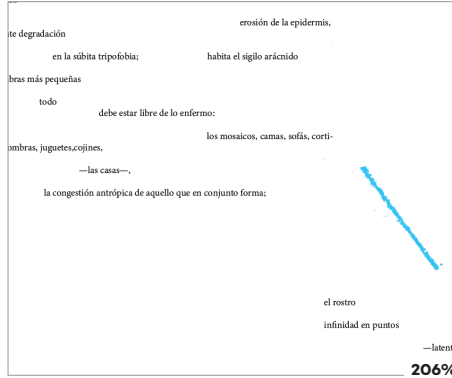 erosión de la epidermis,
te degradación
en la súbita tripofobia; habita el sigilo arácnido
bras más pequeñas
todo
debe estar libre de lo enfermo:
los mosaicos, camas, sofás, corti-
ombras, juguetes,cojines,
—las casas—,
la congestión antrópica de aquello que en conjunto forma;
el rostro
infinidad en puntos
—latent
206%